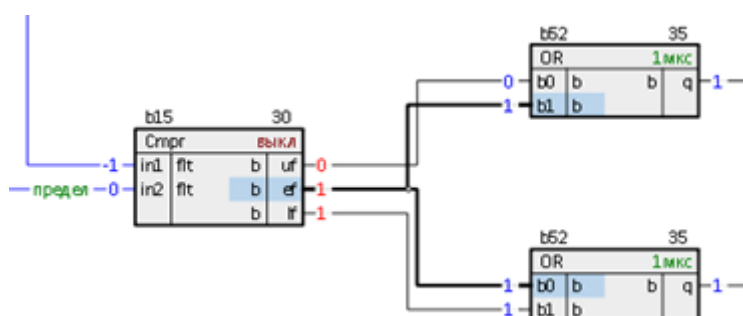 b52 35
OR 1мкс
0 b0 b b q 1
1 b1 b
b15 30
Cmpr выкл
-1 in1 flt b uf 0
предел 0 in2 flt b ef 1
b lf 1
b52 35
OR 1мкс
1 b0 b b q 1
1 b1 b